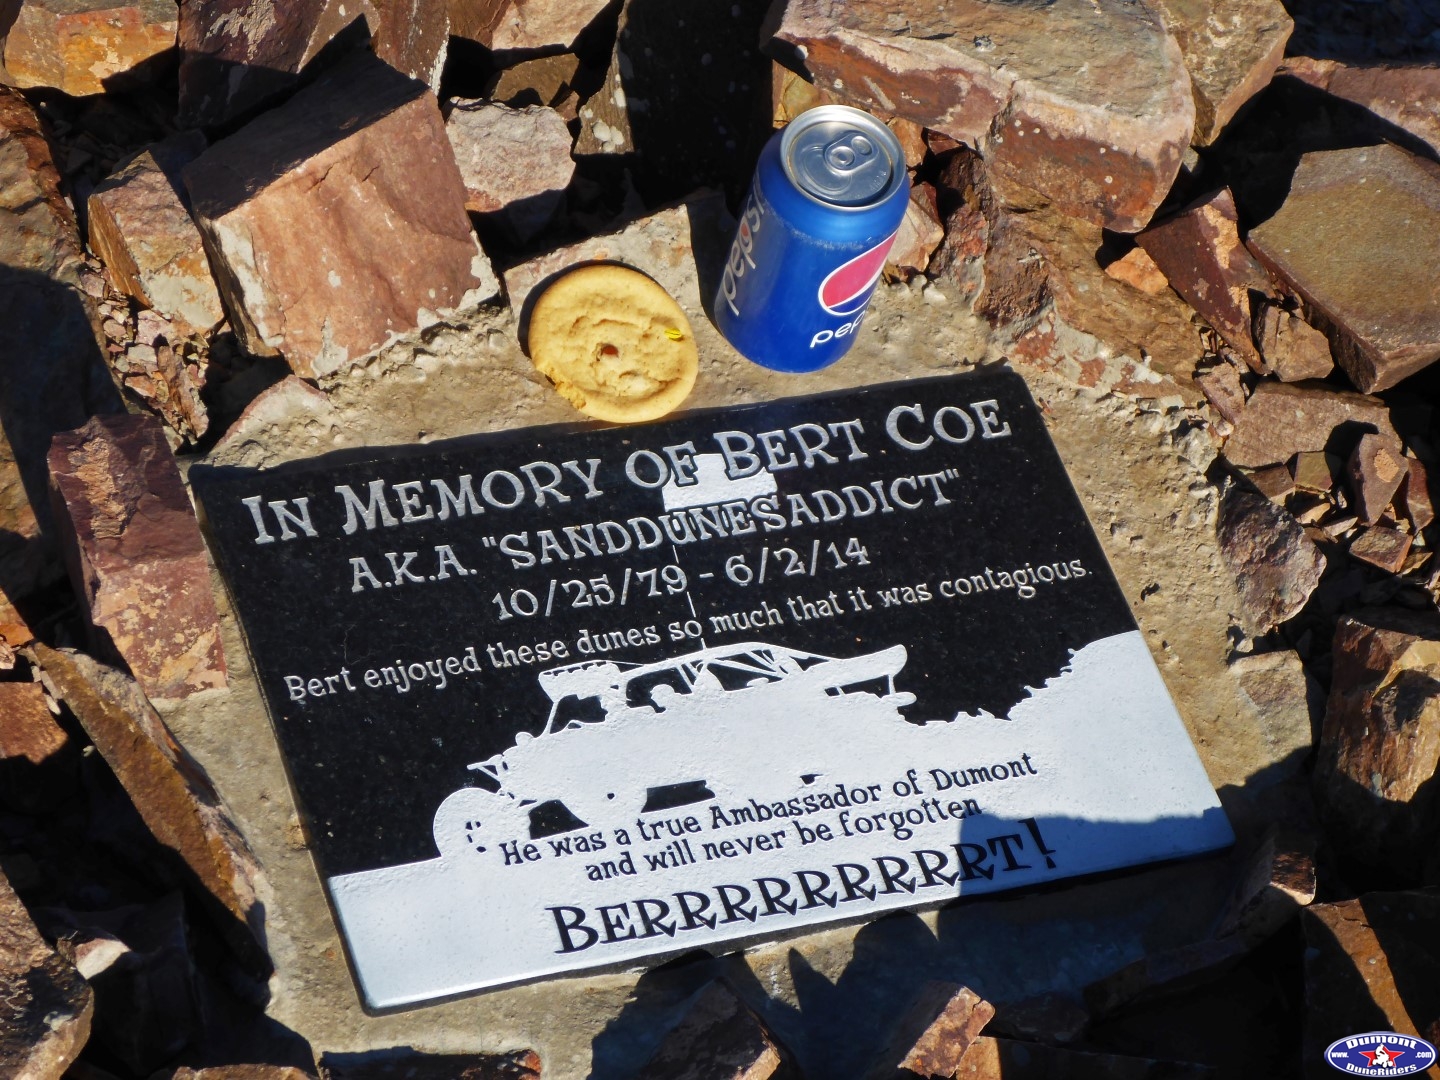 pepsi
pepsi
IN MEMORY OF BERT COE
A.K.A. "SANDDUNESADDICT"
10/25/79 - 6/2/14
Bert enjoyed these dunes so much that it was contagious.
He was a true Ambassador of Dumont
and will never be forgotten
BERRRRRRRRRT!
Dumont
www. .com
DuneRiders